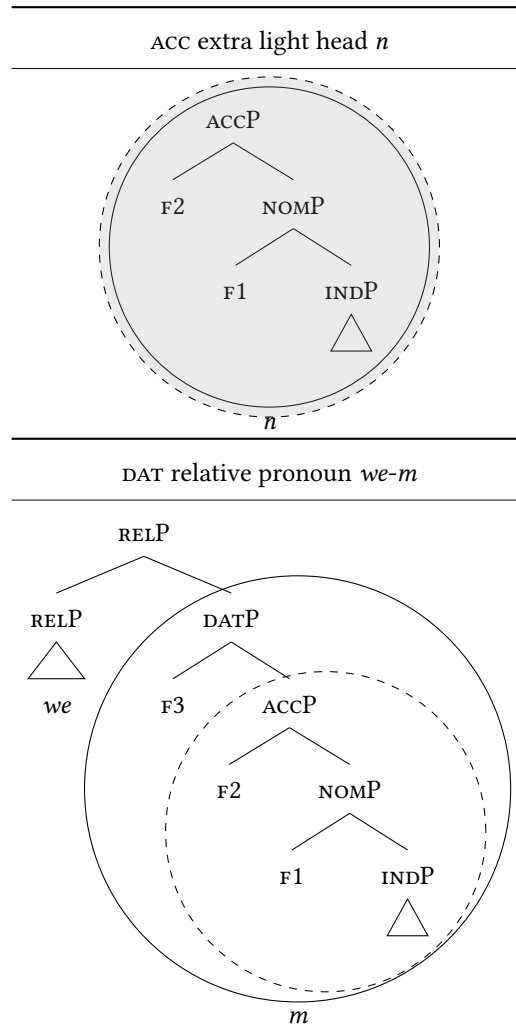 ACC extra light head n
ACCP
F2 NOMP
F1 INDP
n
DAT relative pronoun we-m
RELP
RELP DATP
we F3 ACCP
F2 NOMP
F1 INDP
m